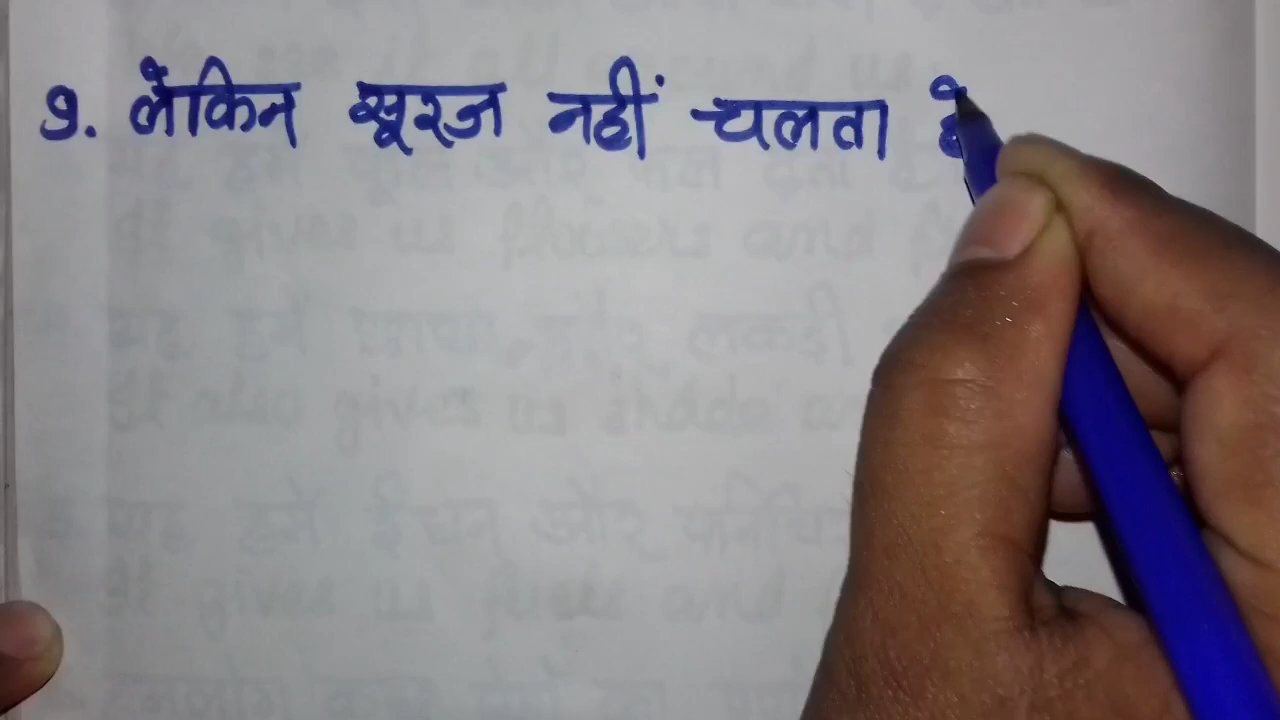 9. लेकिन सूरज नहीं चलता है